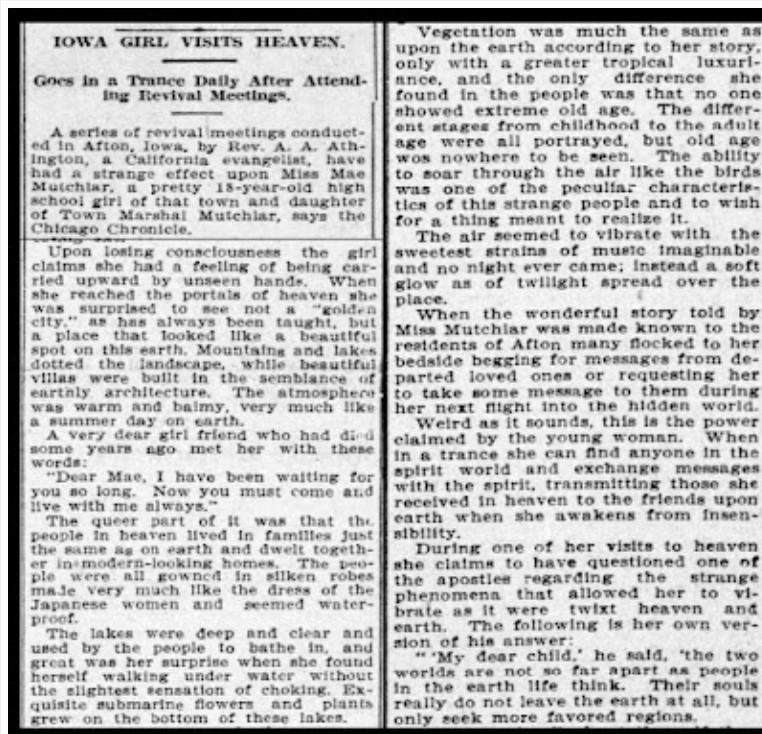 IOWA GIRL VISITS HEAVEN.
Goes in a Trance Daily After Attend-
ing Revival Meetings.
A series of revival meetings conduct-
ed in Afton, Iowa, by Rev. A. A. Ath-
ington, a California evangelist, have
had a strange effect upon Miss Mae
Mutchlar, a pretty 18-year-old high
school girl of that town and daughter
of Town Marshal Mutchlar, says the
Chicago Chronicle.
Upon losing consciousness the girl
claims she had a feeling of being car-
ried upward by unseen hands. When
she reached the portals of heaven she
was surprised to see not a "golden
city," as has always been taught, but
a place that looked like a beautiful
spot on this earth. Mountains and lakes
dotted the landscape, while beautiful
villas were built in the semblance of
earthly architecture. The atmosphere
was warm and balmy, very much like
a summer day on earth.
A very dear girl friend who had died
some years ago met her with these
words:
"Dear Mae, I have been waiting for
you so long. Now you must come and
live with me always."
The queer part of it was that the
people in heaven lived in families just
the same as on earth and dwelt togeth-
er in modern-looking homes. The peo-
ple were all gowned in silken robes
made very much like the dress of the
Japanese women and seemed water-
proof.
The lakes were deep and clear and
used by the people to bathe in, and
great was her surprise when she found
herself walking under water without
the slightest sensation of choking. Ex-
quisite submarine flowers and plants
grew on the bottom of these lakes.
Vegetation was much the same as
upon the earth according to her story,
only with a greater tropical luxuri-
ance, and the only difference she
found in the people was that no one
showed extreme old age. The differ-
ent stages from childhood to the adult
age were all portrayed, but old age
wos nowhere to be seen. The ability
to soar through the air like the birds
was one of the peculiar characteris-
tics of this strange people and to wish
for a thing meant to realize it.
The air seemed to vibrate with the
sweetest strains of music imaginable
and no night ever came; instead a soft
glow as of twilight spread over the
place.
When the wonderful story told by
Miss Mutchlar was made known to the
residents of Afton many flocked to her
bedside begging for messages from de-
parted loved ones or requesting her
to take some message to them during
her next flight into the hidden world.
Weird as it sounds, this is the power
claimed by the young woman. When
in a trance she can find anyone in the
spirit world and exchange messages
with the spirit, transmitting those she
received in heaven to the friends upon
earth when she awakens from insen-
sibility.
During one of her visits to heaven
she claims to have questioned one of
the apostles regarding the strange
phenomena that allowed her to vi-
brate as it were twixt heaven and
earth. The following is her own ver-
sion of his answer:
"'My dear child,' he said, 'the two
worlds are not so far apart as people
in the earth life think. Their souls
really do not leave the earth at all, but
only seek more favored regions.